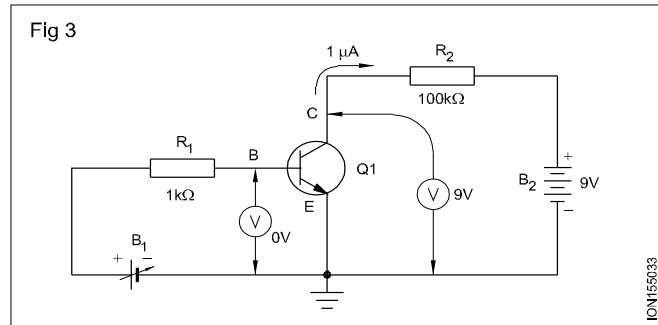 Fig 3
1 µA
R2
100kΩ
C
R1
B
Q1
1kΩ
E
V
0V
V
9V
B2
+
9V
–
B1
+
–
ION155033